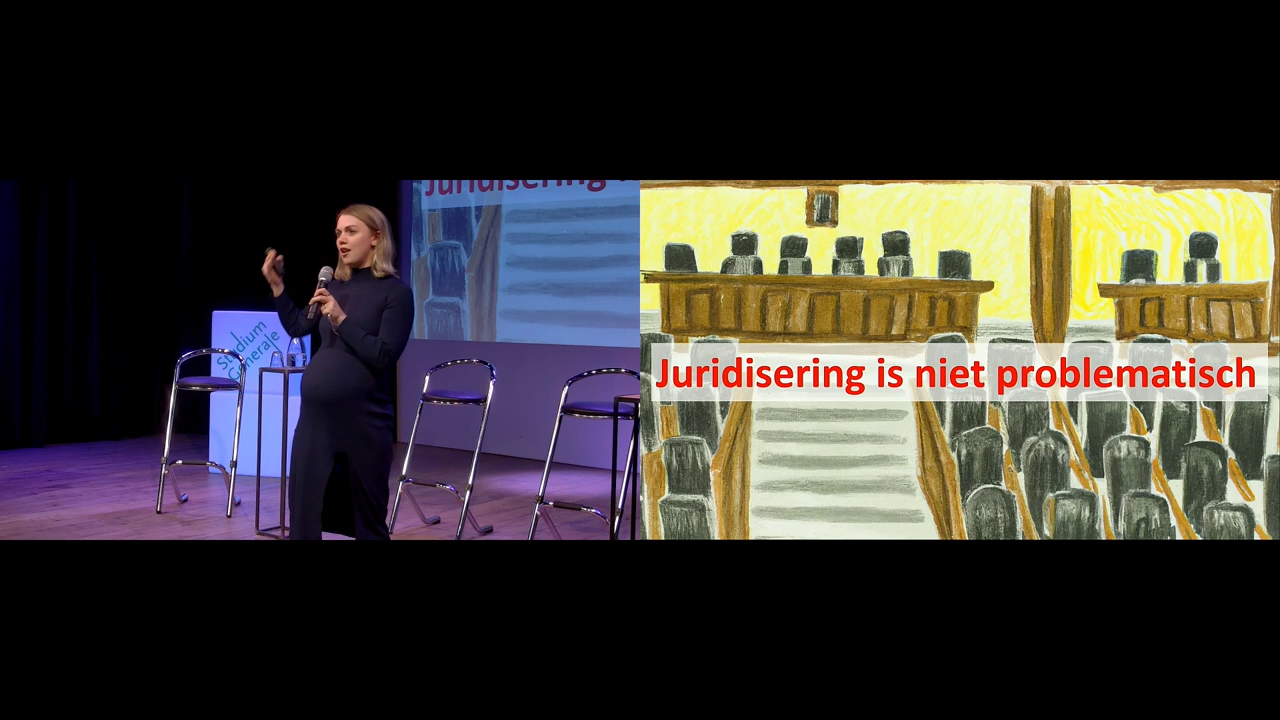 Juridisering
Studium
Generale
Juridisering is niet problematisch